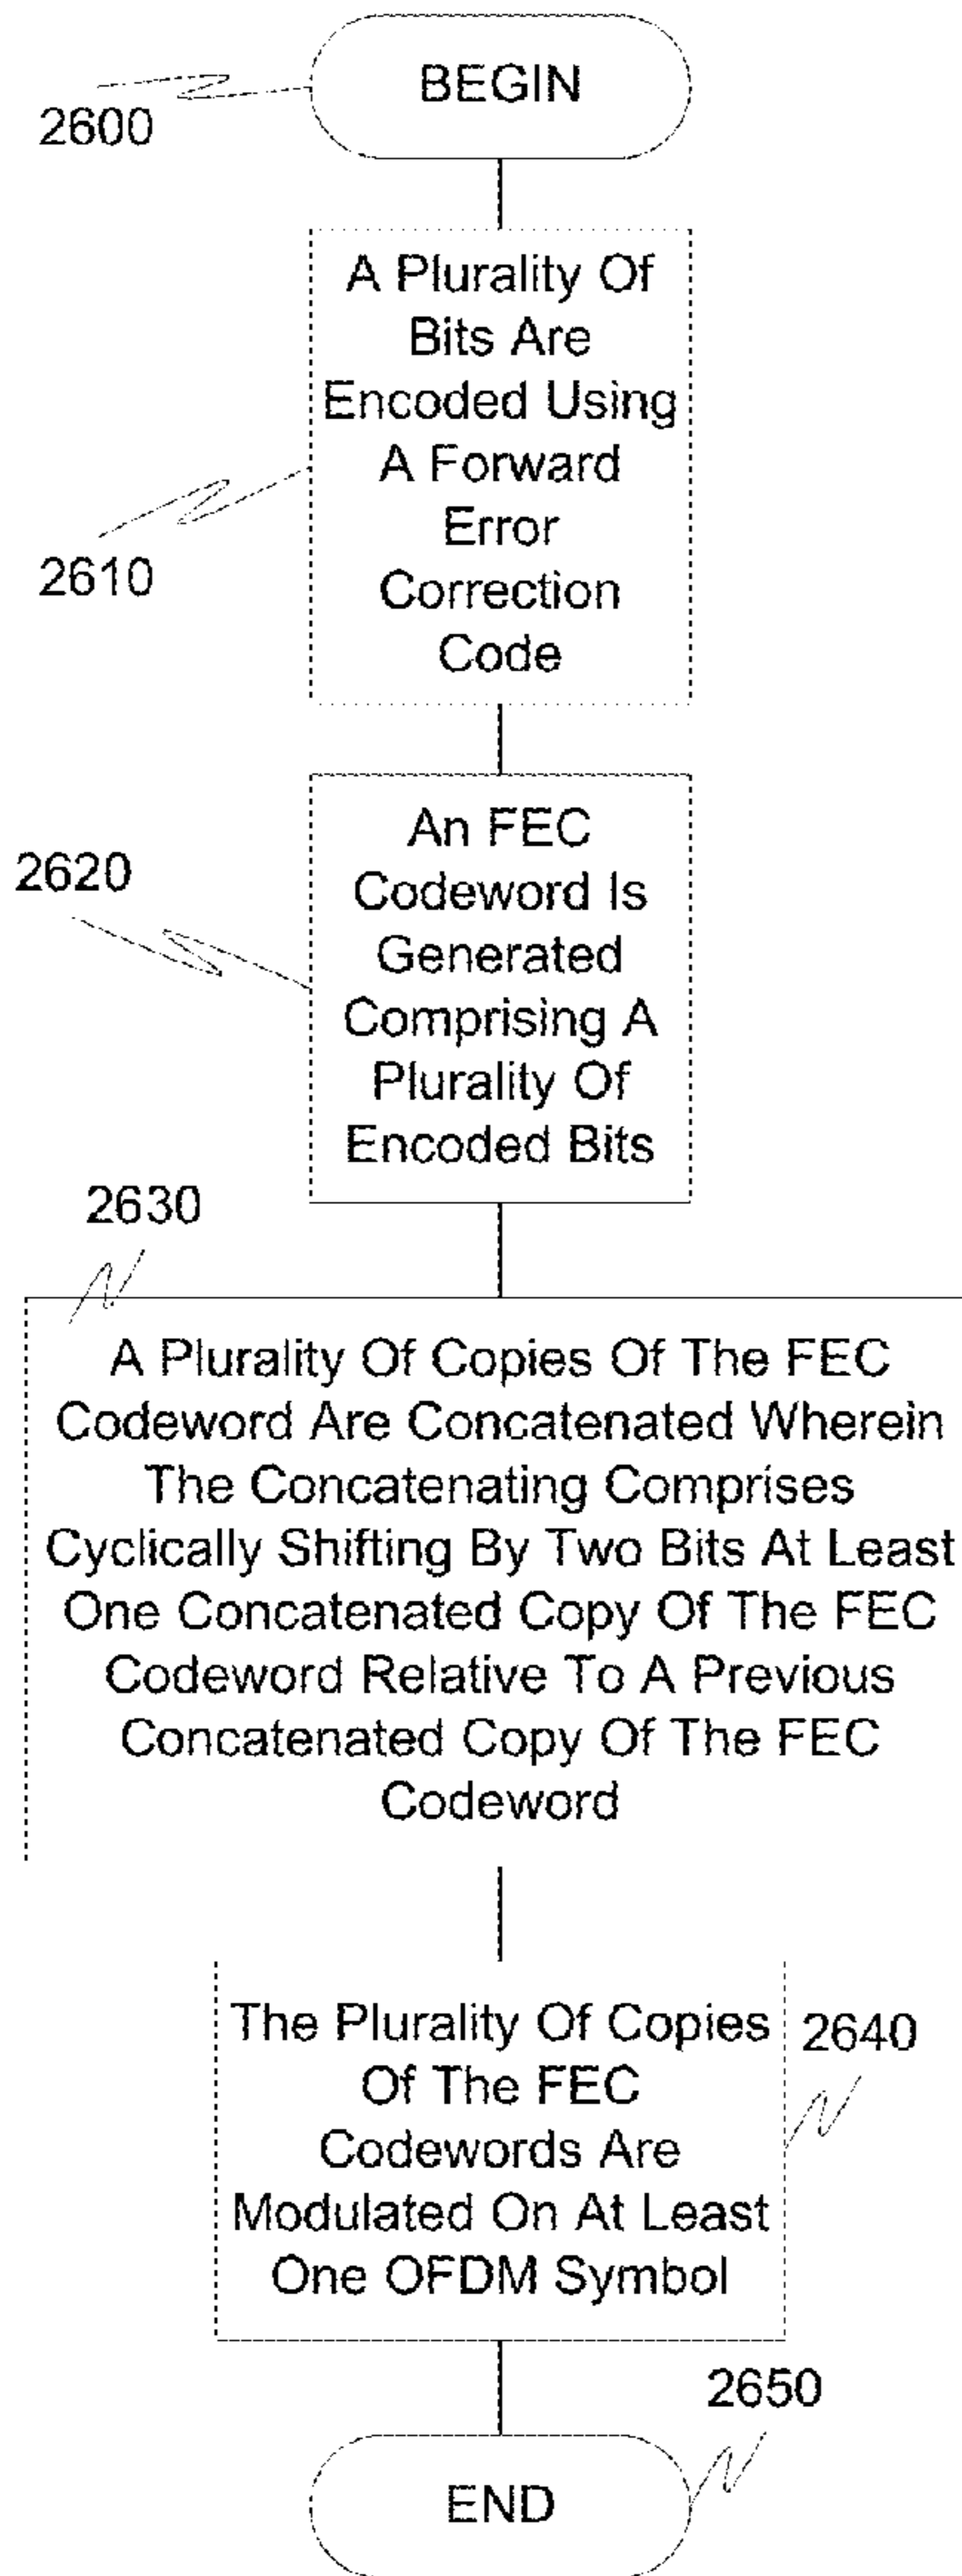 BEGIN
2600
A Plurality Of
Bits Are
Encoded Using
A Forward
Error
Correction
Code
2610
An FEC
Codeword Is
Generated
Comprising A
Plurality Of
Encoded Bits
2620
2630
A Plurality Of Copies Of The FEC
Codeword Are Concatenated Wherein
The Concatenating Comprises
Cyclically Shifting By Two Bits At Least
One Concatenated Copy Of The FEC
Codeword Relative To A Previous
Concatenated Copy Of The FEC
Codeword
The Plurality Of Copies
Of The FEC
Codewords Are
Modulated On At Least
One OFDM Symbol
2640
2650
END